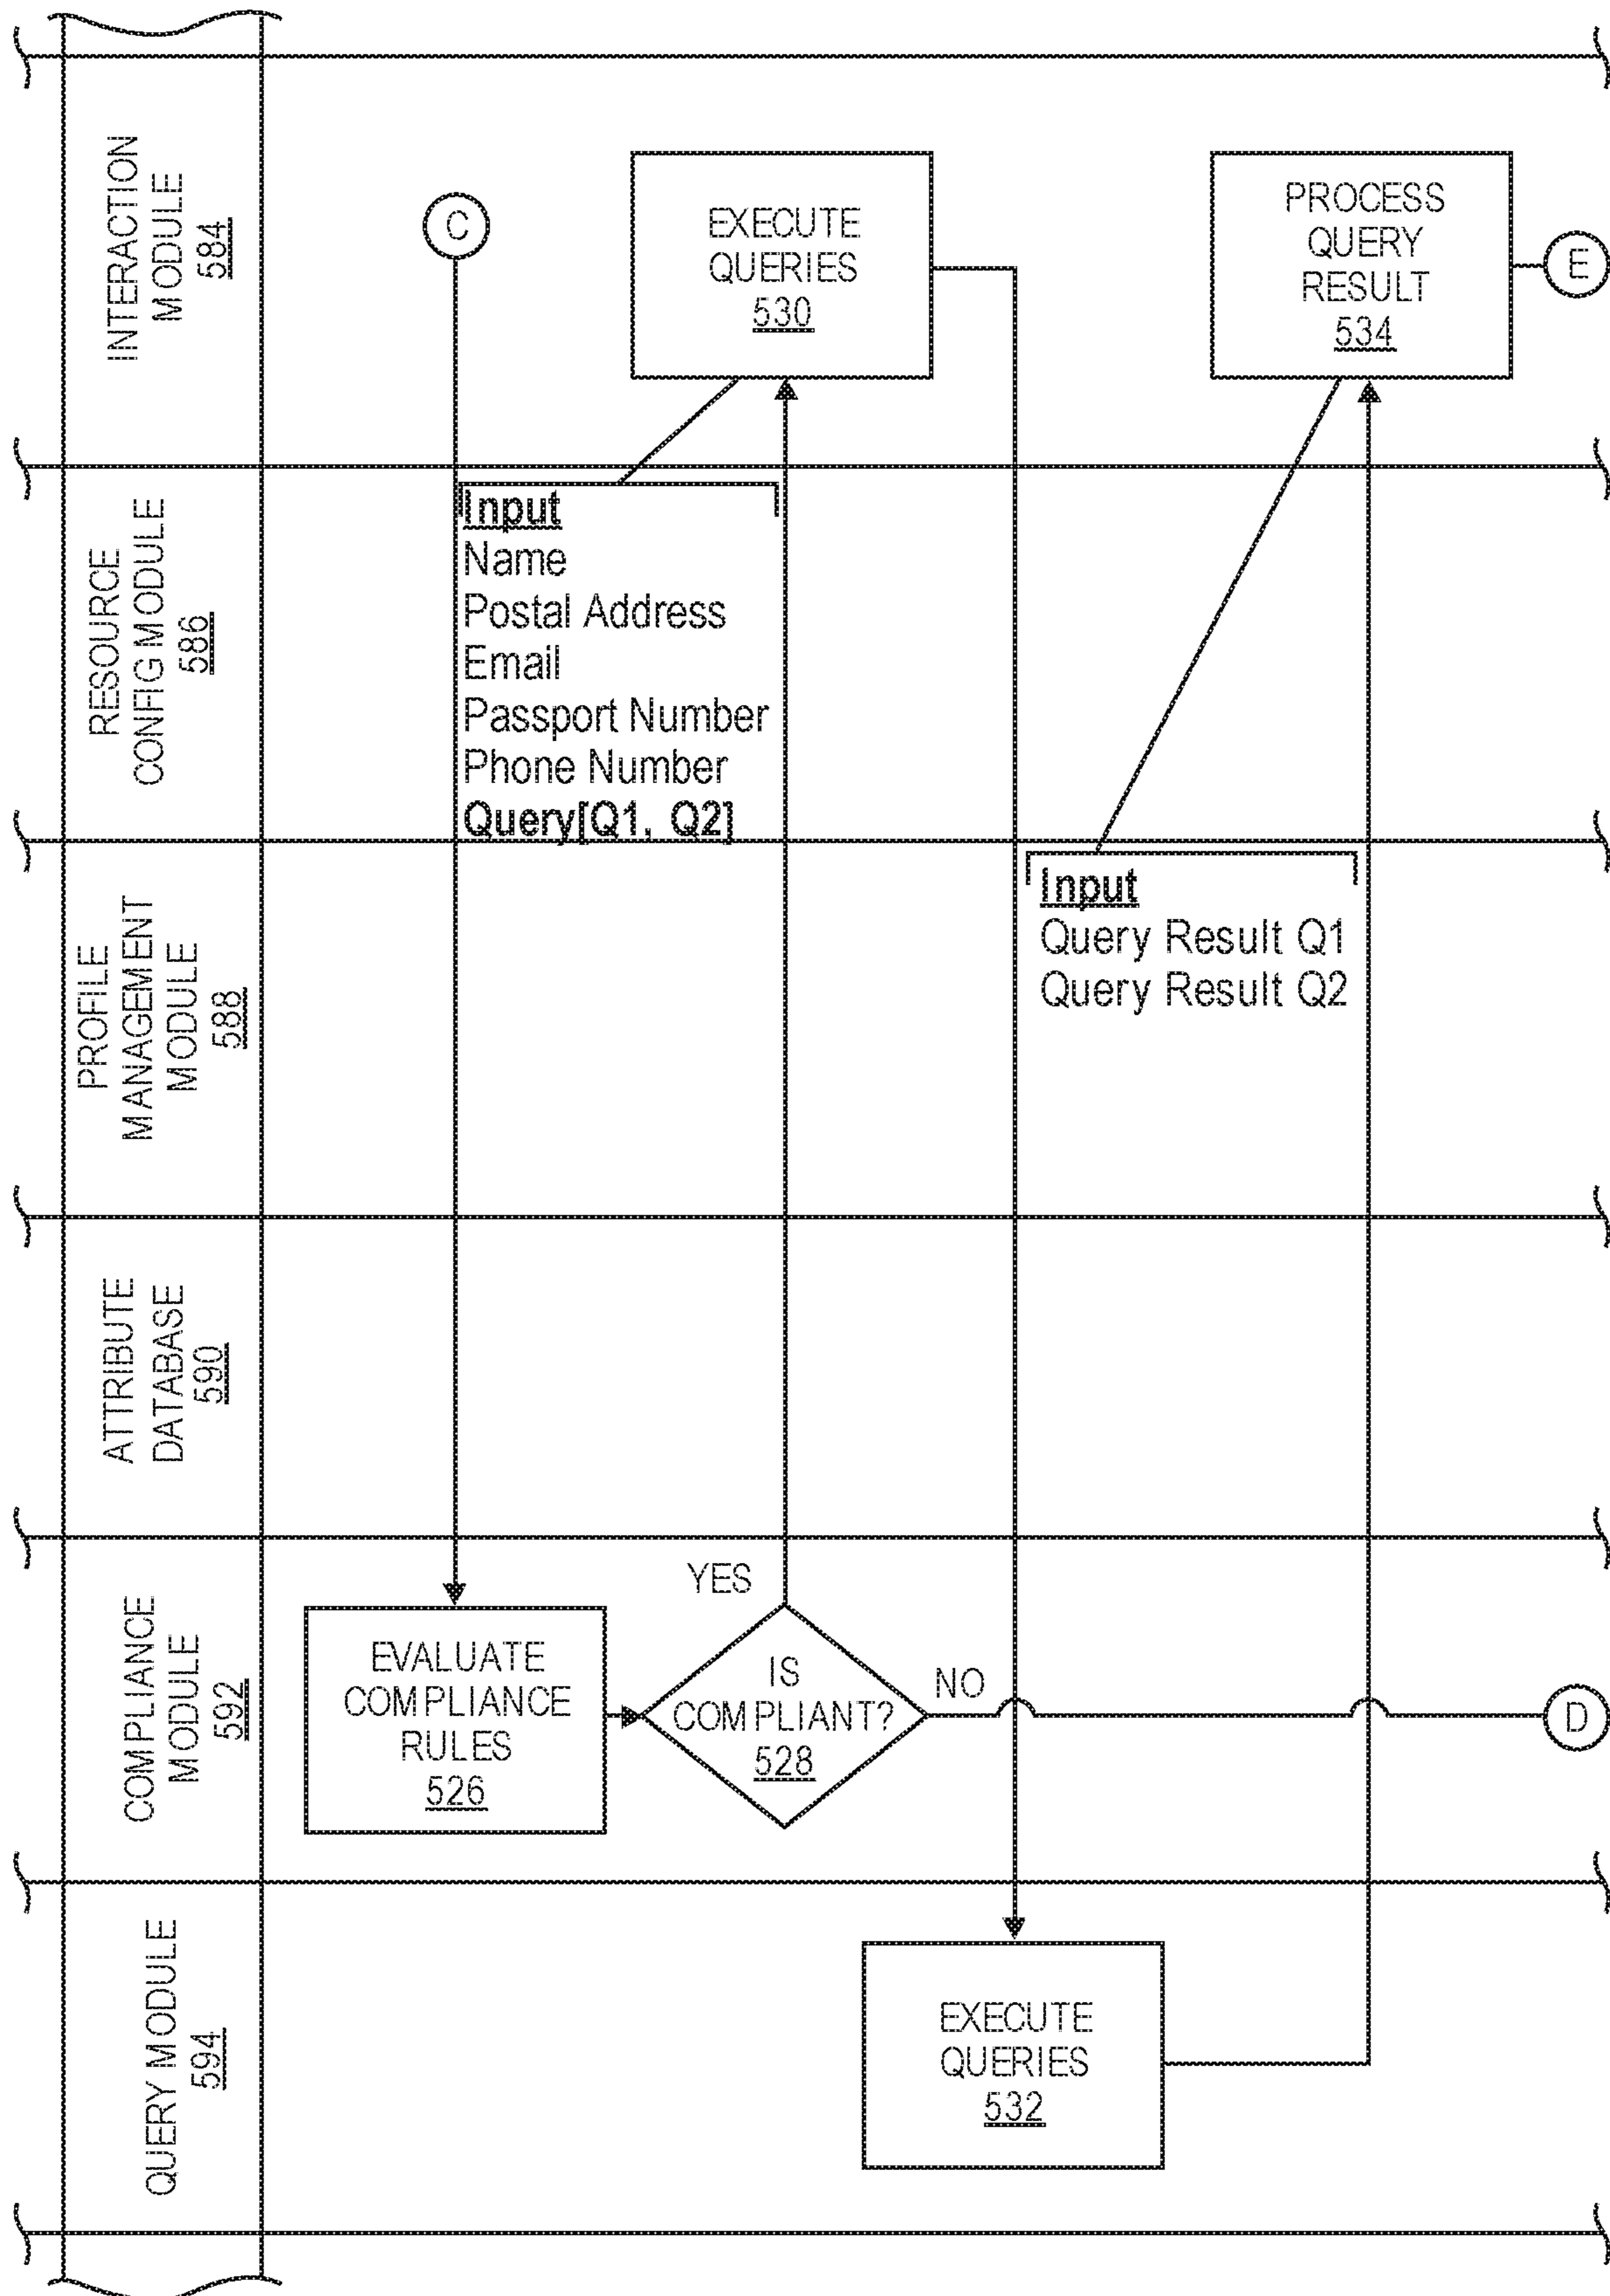 INTERACTION
MODULE
584
C
EXECUTE
QUERIES
530
PROCESS
QUERY
RESULT
534
E
RESOURCE
CONFIG MODULE
586
Input
Name
Postal Address
Email
Passport Number
Phone Number
Query[Q1, Q2]
PROFILE
MANAGEMENT
MODULE
588
Input
Query Result Q1
Query Result Q2
ATTRIBUTE
DATABASE
590
COMPLIANCE
MODULE
592
EVALUATE
COMPLIANCE
RULES
526
YES
IS
COMPLIANT?
528
NO
D
QUERY MODULE
594
EXECUTE
QUERIES
532